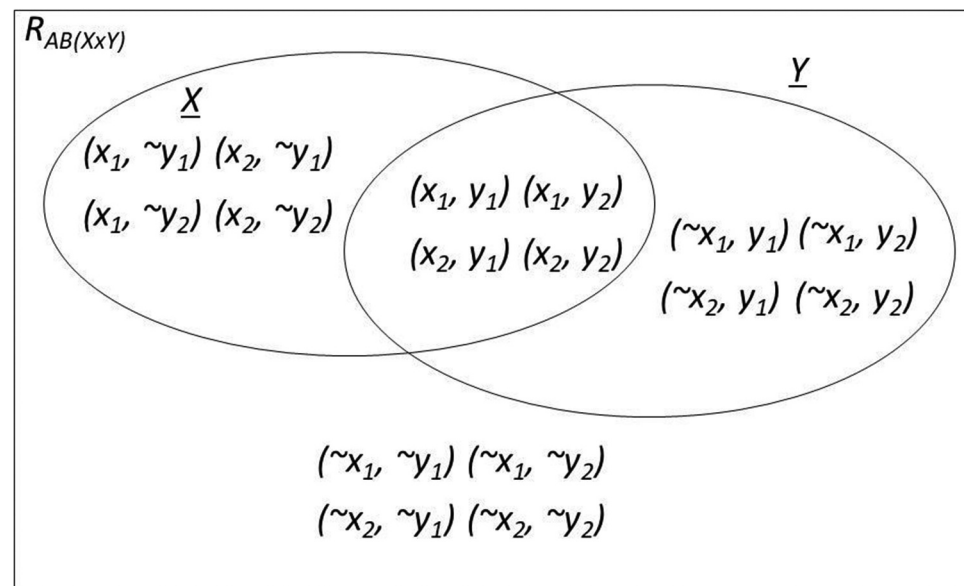 R_AB(XxY)
X
Y
(x₁, ~y₁) (x₂, ~y₁)
(x₁, ~y₂) (x₂, ~y₂)
(x₁, y₁) (x₁, y₂)
(x₂, y₁) (x₂, y₂)
(~x₁, y₁) (~x₁, y₂)
(~x₂, y₁) (~x₂, y₂)
(~x₁, ~y₁) (~x₁, ~y₂)
(~x₂, ~y₁) (~x₂, ~y₂)